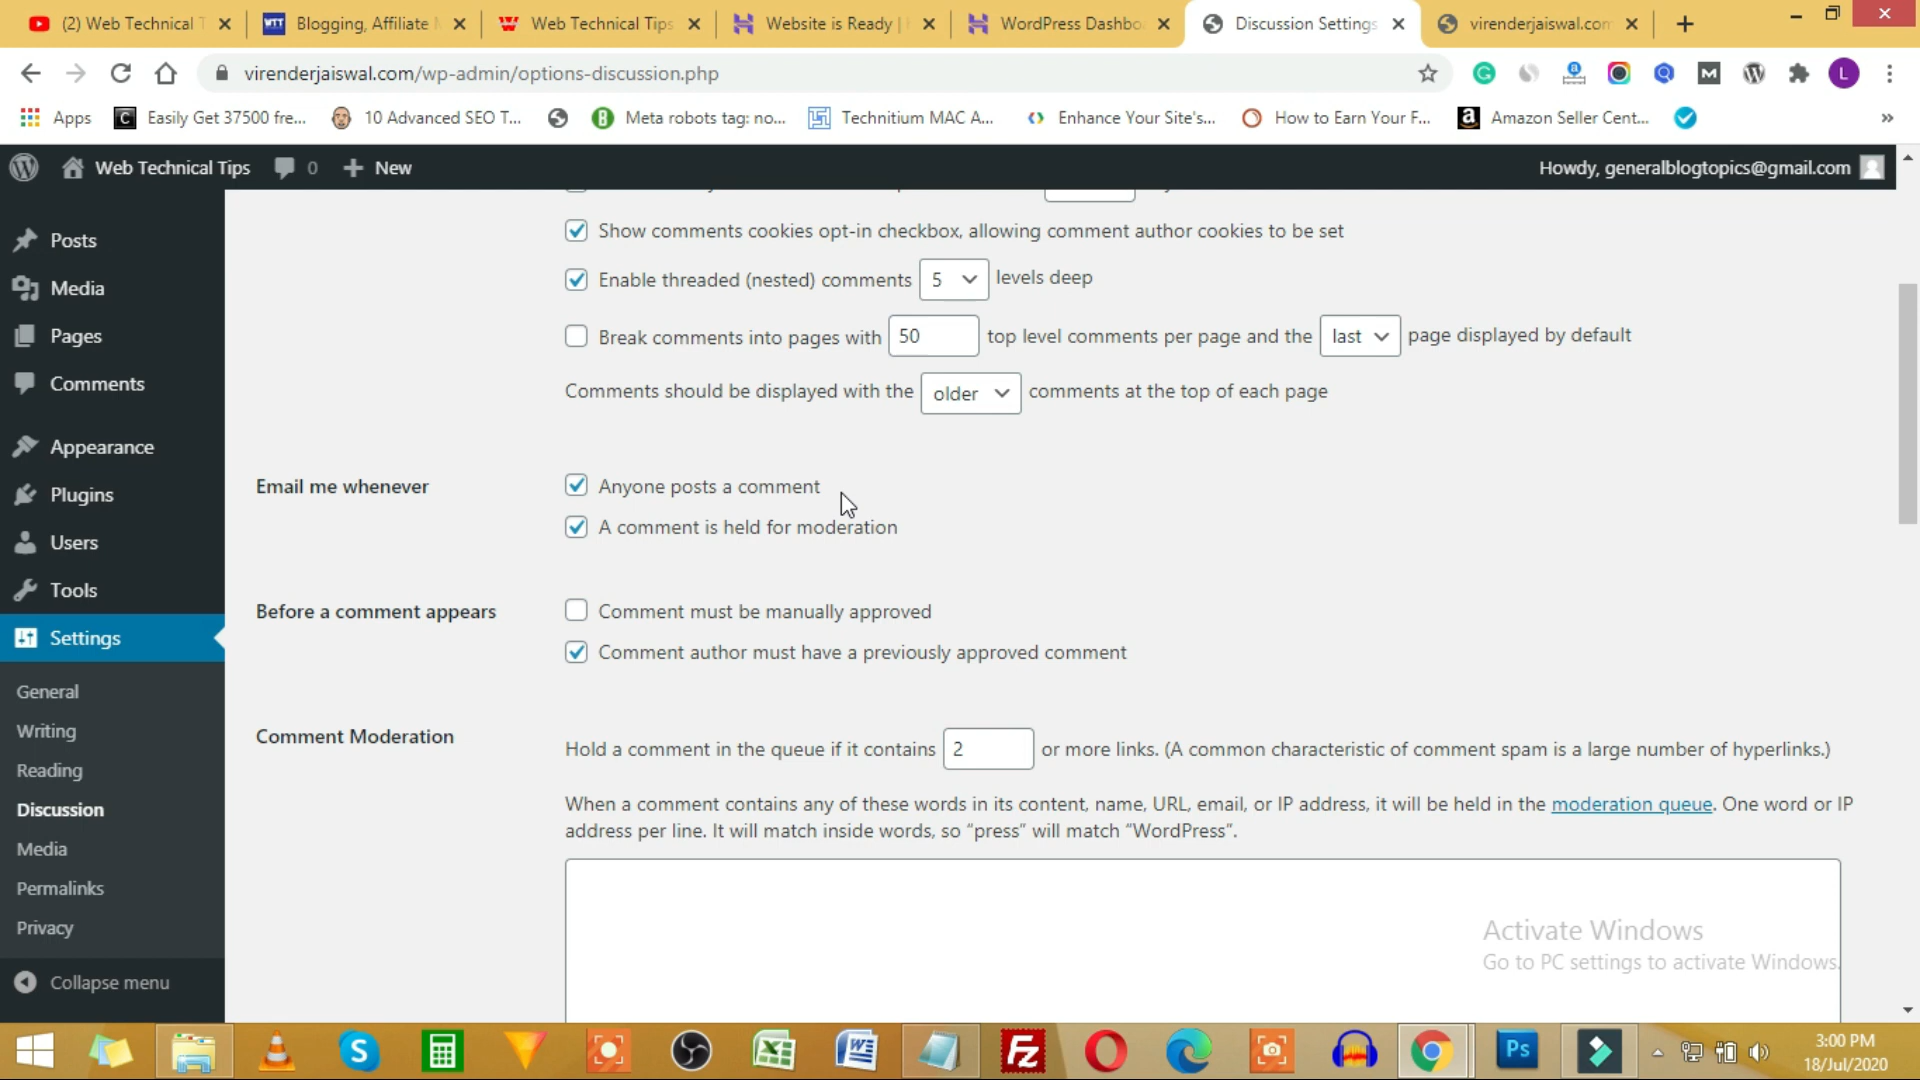 (2) Web Technical T
Blogging, Affiliate M
Web Technical Tips
Website is Ready | H
WordPress Dashbo
Discussion Settings
virenderjaiswal.com
virenderjaiswal.com/wp-admin/options-discussion.php
L
Apps
Easily Get 37500 fre...
10 Advanced SEO T...
Meta robots tag: no...
Technitium MAC A...
Enhance Your Site's...
How to Earn Your F...
Amazon Seller Cent...
Web Technical Tips
0
New
Howdy, generalblogtopics@gmail.com
Posts
Media
Pages
Comments
Appearance
Plugins
Users
Tools
Settings
General
Writing
Reading
Discussion
Media
Permalinks
Privacy
Collapse menu
Show comments cookies opt-in checkbox, allowing comment author cookies to be set
Enable threaded (nested) comments 5 levels deep
Break comments into pages with 50 top level comments per page and the last page displayed by default
Comments should be displayed with the older comments at the top of each page
Email me whenever
Anyone posts a comment
A comment is held for moderation
Before a comment appears
Comment must be manually approved
Comment author must have a previously approved comment
Comment Moderation
Hold a comment in the queue if it contains 2 or more links. (A common characteristic of comment spam is a large number of hyperlinks.)
When a comment contains any of these words in its content, name, URL, email, or IP address, it will be held in the moderation queue. One word or IP
address per line. It will match inside words, so “press” will match “WordPress”.
Activate Windows
Go to PC settings to activate Windows.
Ps
3:00 PM
18/Jul/2020